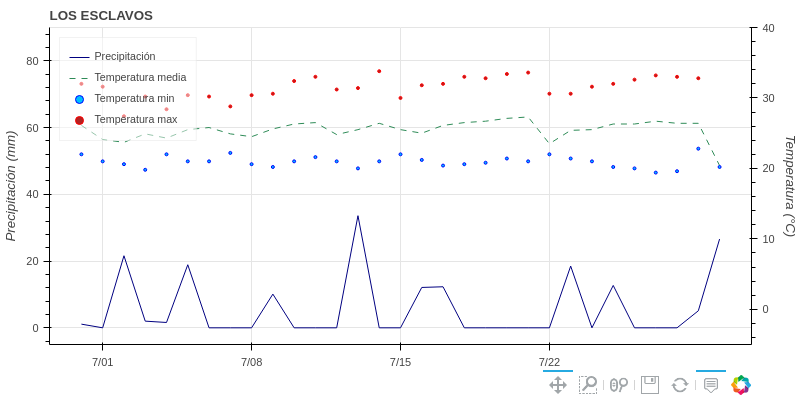 LOS ESCLAVOS
Precipitación
Temperatura media
Temperatura min
Temperatura max
Precipitación (mm)
80
60
40
20
0
Temperatura (°C)
40
30
20
10
0
7/01
7/08
7/15
7/22